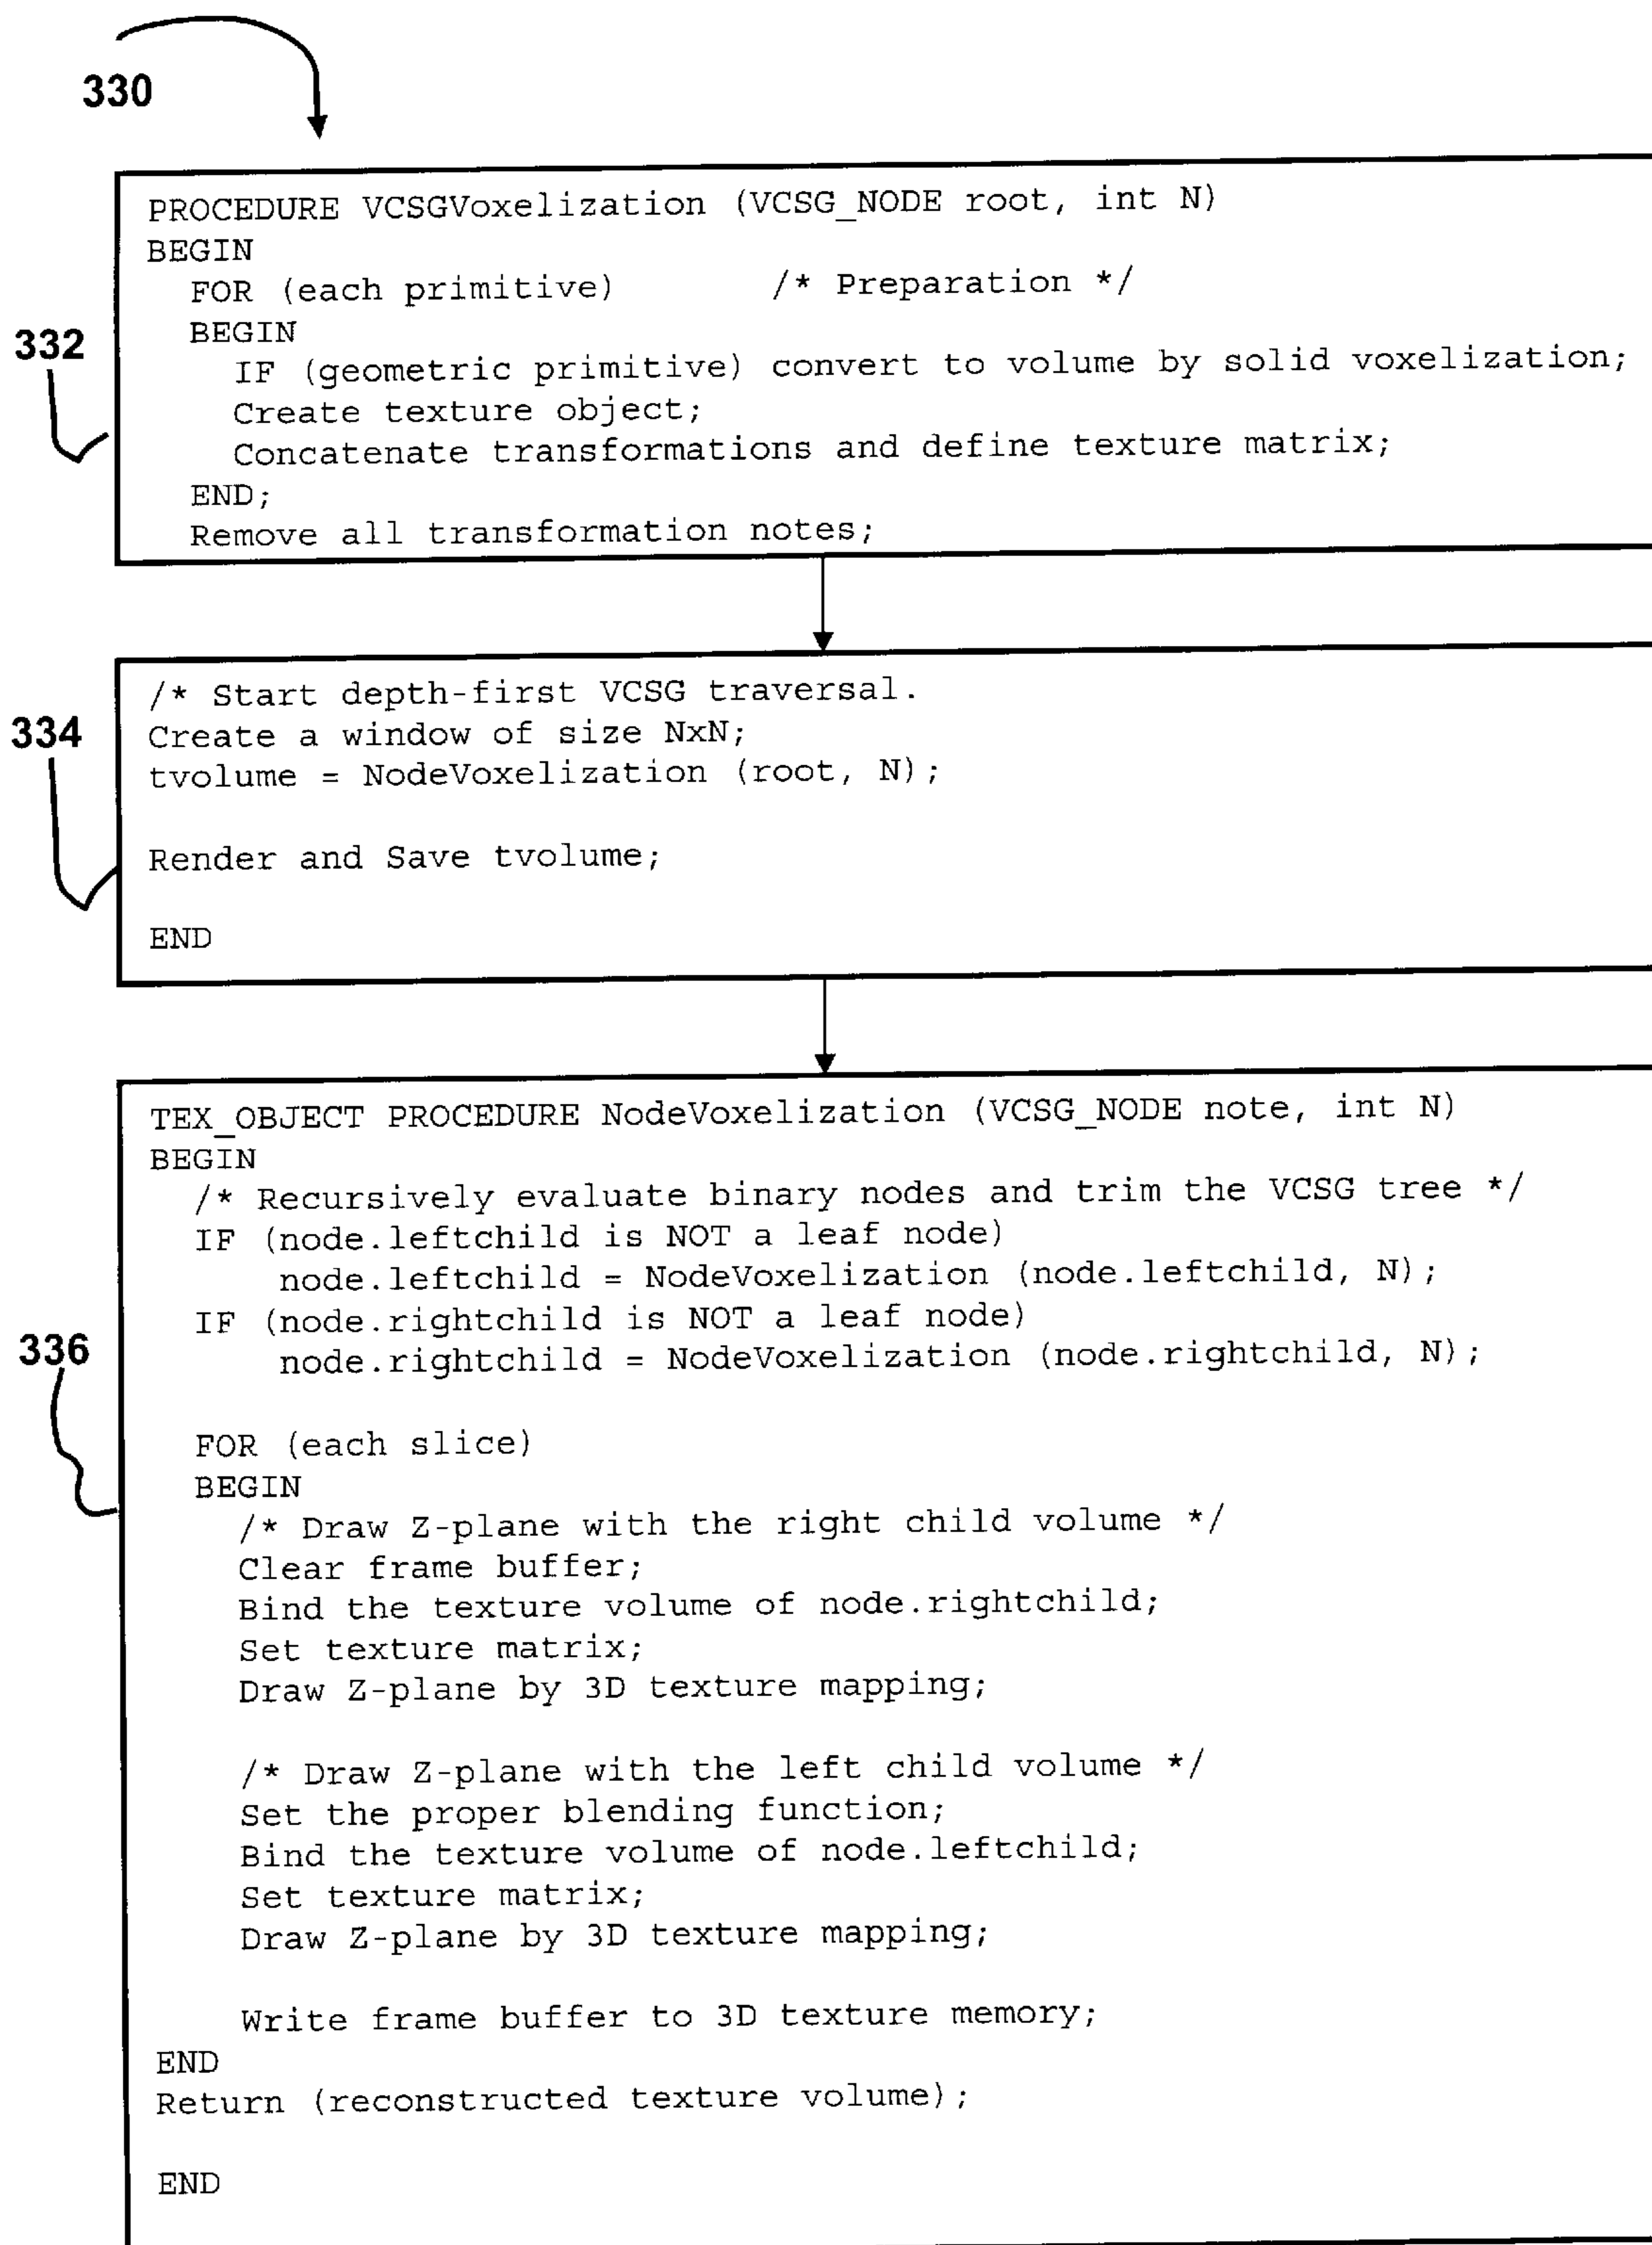 330
PROCEDURE VCSGVoxelization (VCSG_NODE root, int N)
BEGIN
FOR (each primitive) /* Preparation */
BEGIN
332
IF (geometric primitive) convert to volume by solid voxelization;
Create texture object;
Concatenate transformations and define texture matrix;
END;
Remove all transformation notes;
/* Start depth-first VCSG traversal.
334
Create a window of size NxN;
tvolume = NodeVoxelization (root, N);
Render and Save tvolume;
END
TEX_OBJECT PROCEDURE NodeVoxelization (VCSG_NODE note, int N)
BEGIN
/* Recursively evaluate binary nodes and trim the VCSG tree */
IF (node.leftchild is NOT a leaf node)
node.leftchild = NodeVoxelization (node.leftchild, N);
IF (node.rightchild is NOT a leaf node)
336
node.rightchild = NodeVoxelization (node.rightchild, N);
FOR (each slice)
BEGIN
/* Draw Z-plane with the right child volume */
Clear frame buffer;
Bind the texture volume of node.rightchild;
Set texture matrix;
Draw Z-plane by 3D texture mapping;
/* Draw Z-plane with the left child volume */
Set the proper blending function;
Bind the texture volume of node.leftchild;
Set texture matrix;
Draw Z-plane by 3D texture mapping;
Write frame buffer to 3D texture memory;
END
Return (reconstructed texture volume);
END